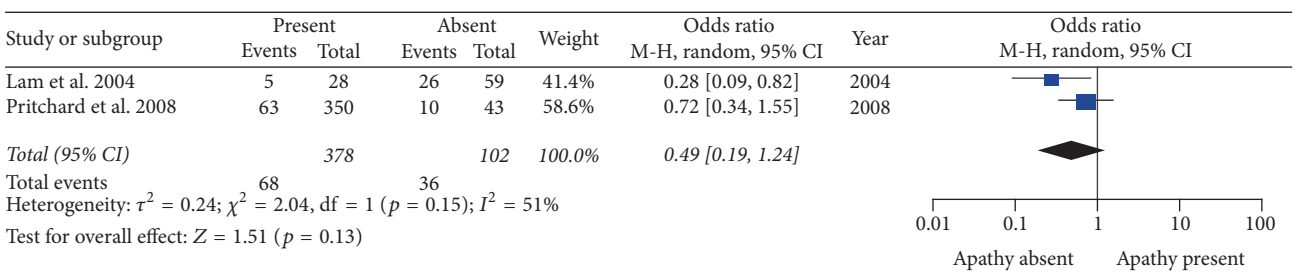 Study or subgroup Present Absent Weight Odds ratio Year Odds ratio
Events Total Events Total M-H, random, 95% CI M-H, random, 95% CI
Lam et al. 2004 5 28 26 59 41.4% 0.28 [0.09, 0.82] 2004
Pritchard et al. 2008 63 350 10 43 58.6% 0.72 [0.34, 1.55] 2008
Total (95% CI) 378 102 100.0% 0.49 [0.19, 1.24]
Total events 68 36
Heterogeneity: τ² = 0.24; χ² = 2.04, df = 1 (p = 0.15); I² = 51%
Test for overall effect: Z = 1.51 (p = 0.13)
0.01 0.1 1 10 100
Apathy absent Apathy present